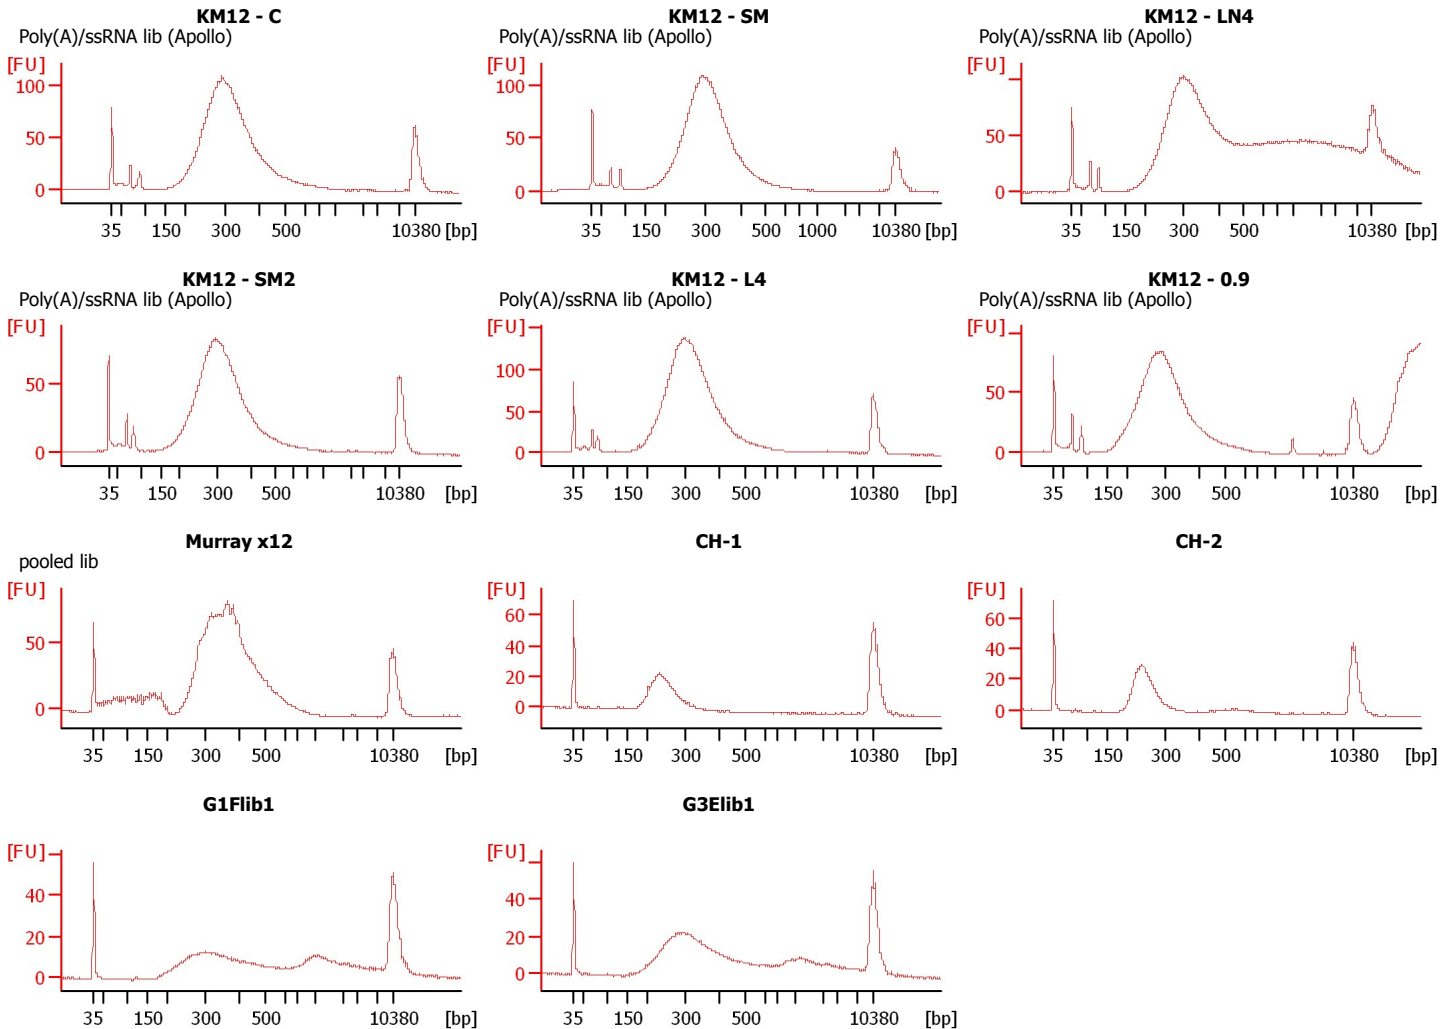 KM12 - C
Poly(A)/ssRNA lib (Apollo)
[FU]
100
50
0
35 150 300 500 10380 [bp]
KM12 - SM
Poly(A)/ssRNA lib (Apollo)
[FU]
100
50
0
35 150 300 500 1000 10380 [bp]
KM12 - LN4
Poly(A)/ssRNA lib (Apollo)
[FU]
50
0
35 150 300 500 10380 [bp]
KM12 - SM2
Poly(A)/ssRNA lib (Apollo)
[FU]
50
0
35 150 300 500 10380 [bp]
KM12 - L4
Poly(A)/ssRNA lib (Apollo)
[FU]
100
50
0
35 150 300 500 10380 [bp]
KM12 - 0.9
Poly(A)/ssRNA lib (Apollo)
[FU]
50
0
35 150 300 500 10380 [bp]
Murray x12
pooled lib
[FU]
50
0
35 150 300 500 10380 [bp]
CH-1
[FU]
60
40
20
0
35 150 300 500 10380 [bp]
CH-2
[FU]
60
40
20
0
35 150 300 500 10380 [bp]
G1Flib1
[FU]
40
20
0
35 150 300 500 10380 [bp]
G3Elib1
[FU]
40
20
0
35 150 300 500 10380 [bp]